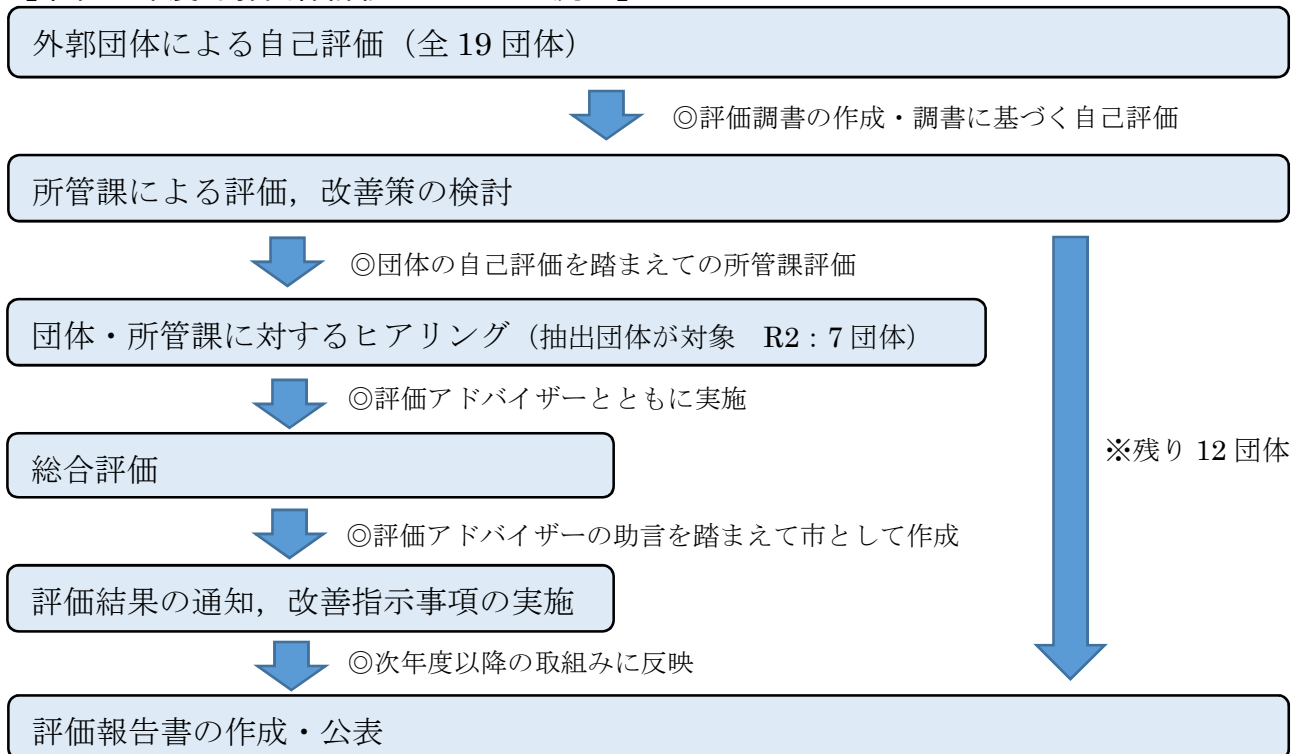 外郭団体による自己評価（全 19 団体）
◎評価調書の作成・調書に基づく自己評価
所管課による評価，改善策の検討
◎団体の自己評価を踏まえての所管課評価
団体・所管課に対するヒアリング（抽出団体が対象　R2：7 団体）
◎評価アドバイザーとともに実施
※残り 12 団体
総合評価
◎評価アドバイザーの助言を踏まえて市として作成
評価結果の通知，改善指示事項の実施
◎次年度以降の取組みに反映
評価報告書の作成・公表